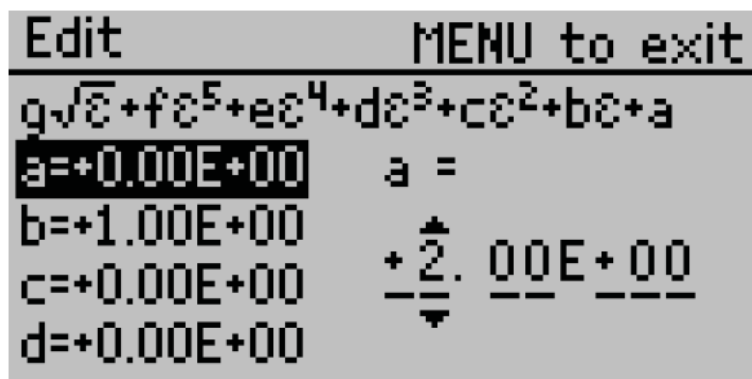 Edit MENU to exit
g√ε+fε⁵+eε⁴+dε³+cε²+bε+a
a=+0.00E+00 a =
b=+1.00E+00
+2.00E+00
c=+0.00E+00
d=+0.00E+00